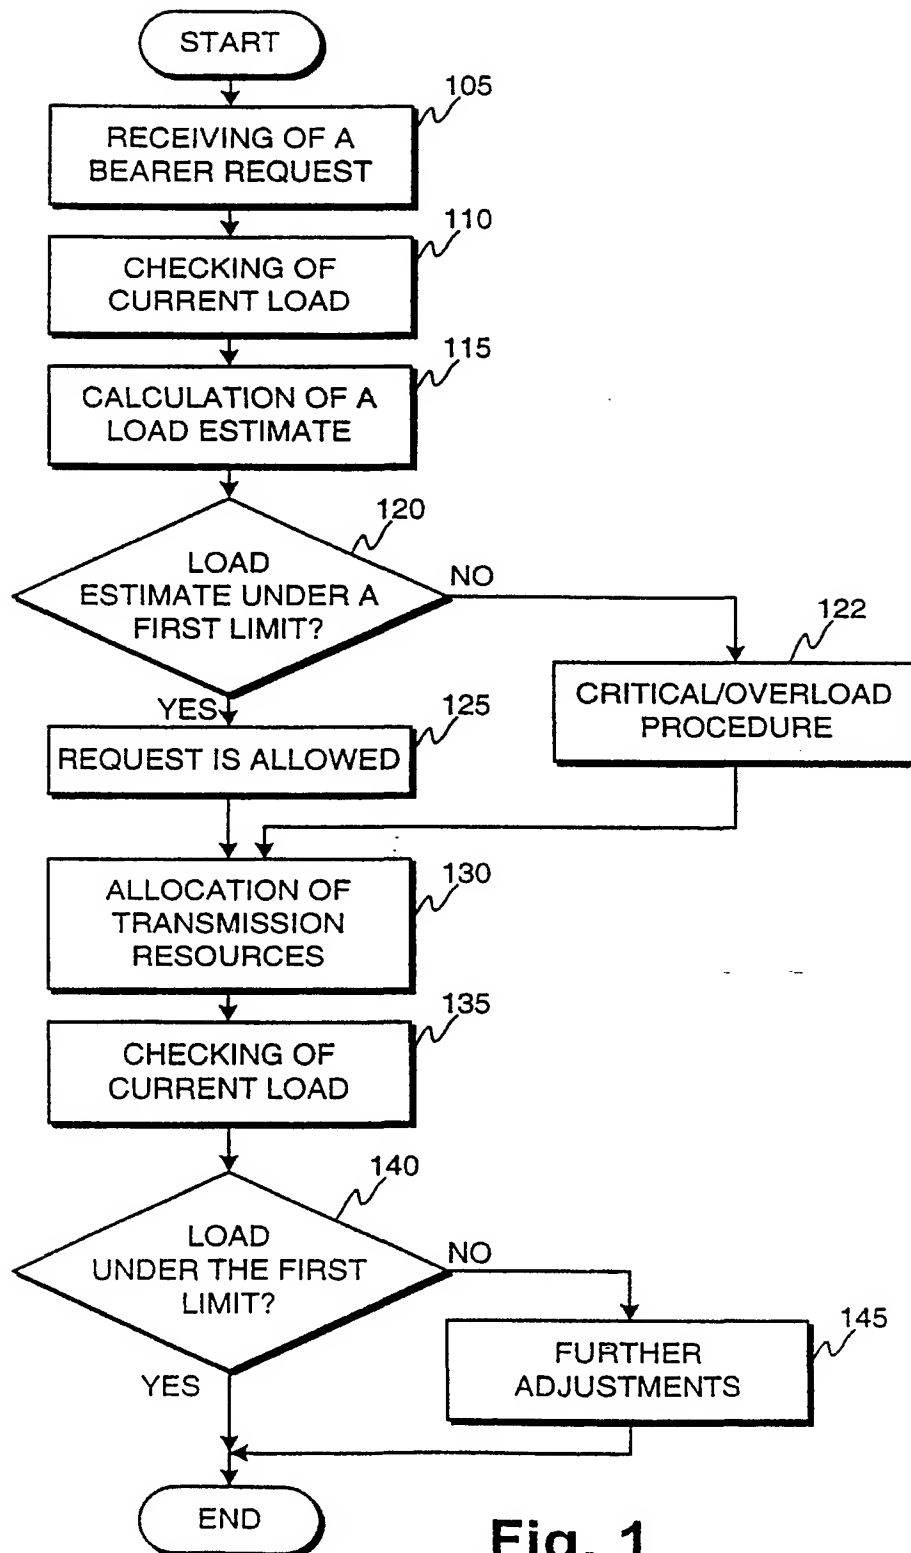 START
105
RECEIVING OF A
BEARER REQUEST
110
CHECKING OF
CURRENT LOAD
115
CALCULATION OF A
LOAD ESTIMATE
120
LOAD
ESTIMATE UNDER A
FIRST LIMIT?
NO
122
CRITICAL/OVERLOAD
PROCEDURE
YES
125
REQUEST IS ALLOWED
130
ALLOCATION OF
TRANSMISSION
RESOURCES
135
CHECKING OF
CURRENT LOAD
140
LOAD
UNDER THE FIRST
LIMIT?
NO
145
FURTHER
ADJUSTMENTS
YES
END
Fig. 1